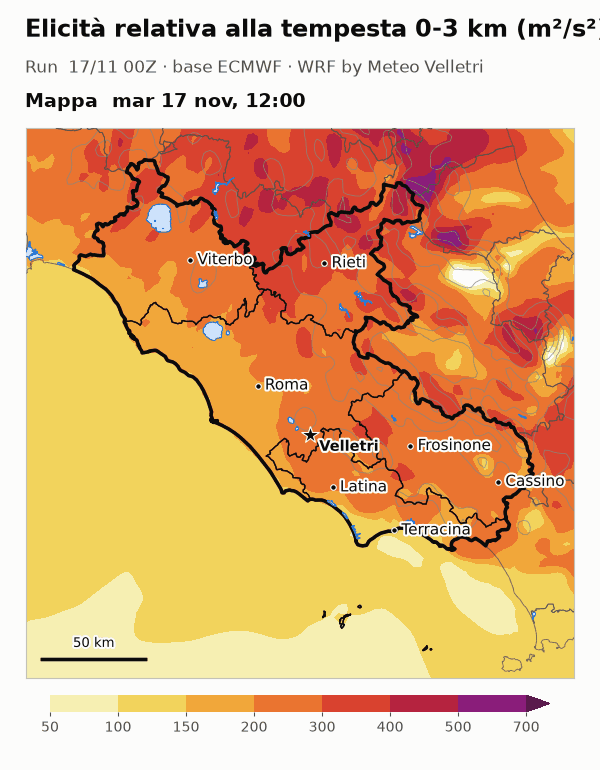 Elicità relativa alla tempesta 0-3 km (m²/s²)
Run 17/11 00Z · base ECMWF · WRF by Meteo Velletri
Mappa mar 17 nov, 12:00
Viterbo
Rieti
Roma
Velletri
Frosinone
Latina
Cassino
Terracina
50 km
50 100 150 200 300 400 500 700